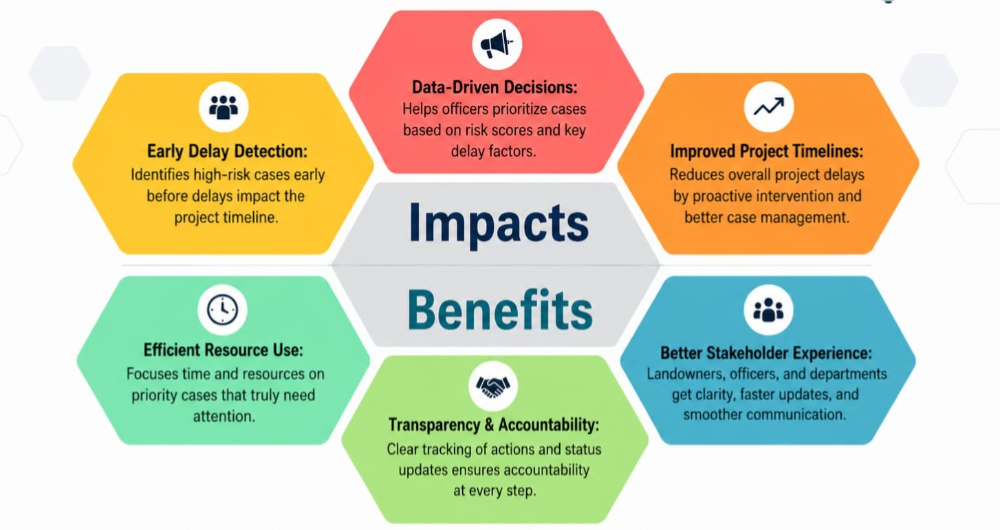 Data-Driven Decisions:
Helps officers prioritize cases
based on risk scores and key
delay factors.
Early Delay Detection:
Identifies high-risk cases early
before delays impact the
project timeline.
Improved Project Timelines:
Reduces overall project delays
by proactive intervention and
better case management.
Impacts
Benefits
Efficient Resource Use:
Focuses time and resources on
priority cases that truly need
attention.
Better Stakeholder Experience:
Landowners, officers, and departments
get clarity, faster updates, and
smoother communication.
Transparency & Accountability:
Clear tracking of actions and status
updates ensures accountability
at every step.